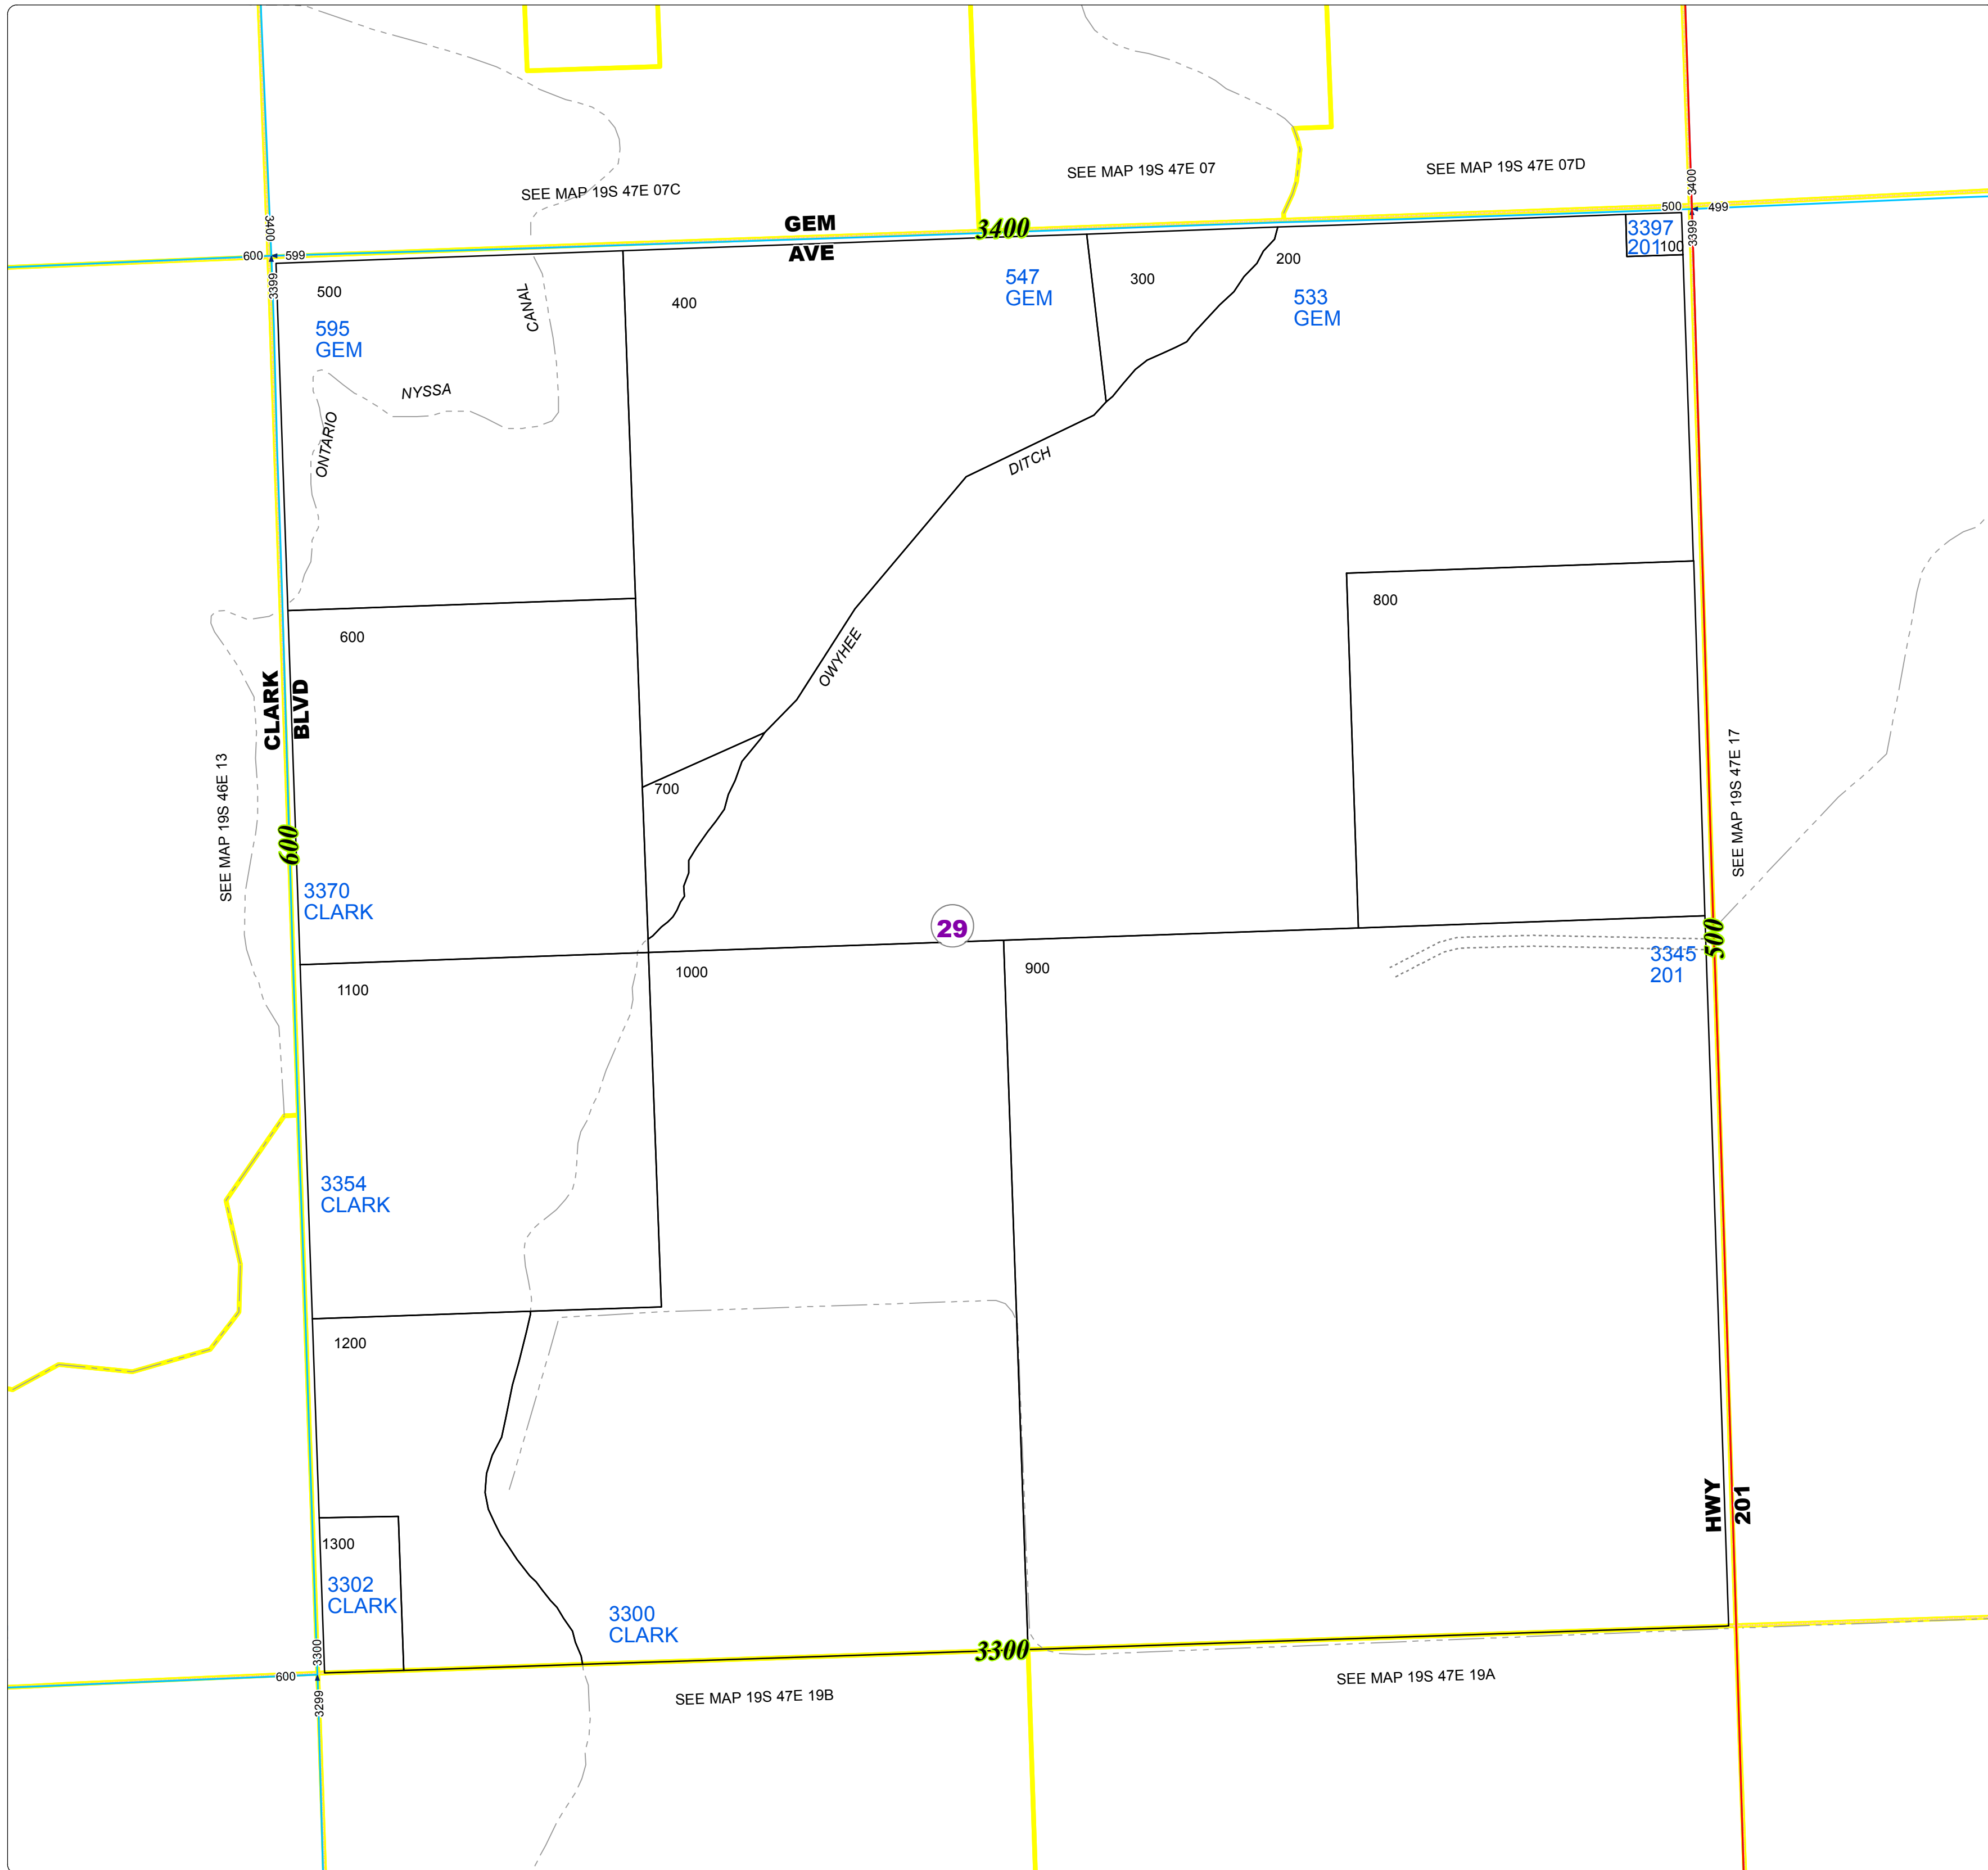 SEE MAP 19S 47E 07C
SEE MAP 19S 47E 07
SEE MAP 19S 47E 07D
3400
GEM
AVE
3400
3400
500
499
3399
600
599
3399
3397
201
100
500
595
GEM
CANAL
400
547
GEM
300
200
533
GEM
NYSSA
ONTARIO
DITCH
OWYHEE
600
800
CLARK
BLVD
SEE MAP 19S 46E 13
600
700
SEE MAP 19S 47E 17
3370
CLARK
29
500
3345
201
1100
1000
900
3354
CLARK
1200
HWY
201
1300
3302
CLARK
3300
CLARK
3300
600
3299
3300
SEE MAP 19S 47E 19B
SEE MAP 19S 47E 19A